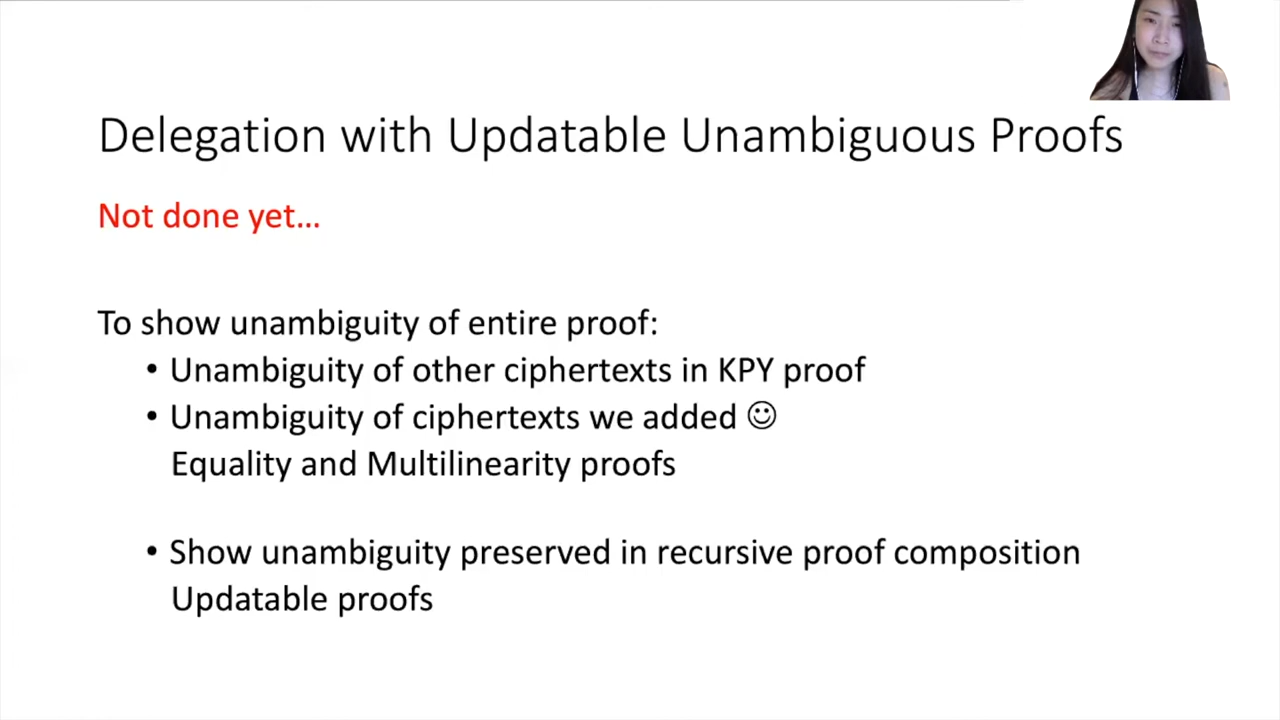 Delegation with Updatable Unambiguous Proofs
Not done yet...
To show unambiguity of entire proof:
• Unambiguity of other ciphertexts in KPY proof
• Unambiguity of ciphertexts we added ☺
Equality and Multilinearity proofs
• Show unambiguity preserved in recursive proof composition
Updatable proofs